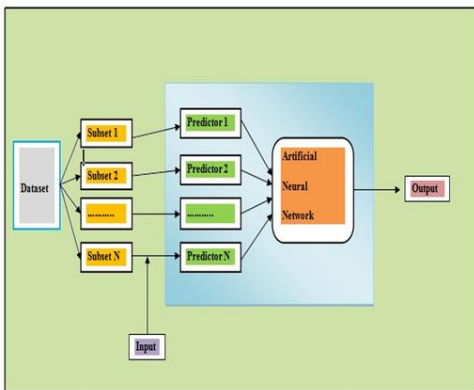 Subset 1
Predictor 1
Artificial
Dataset
Subset 2
Predictor 2
Neural
Output
............
............
Network
Subset N
Predictor N
Input